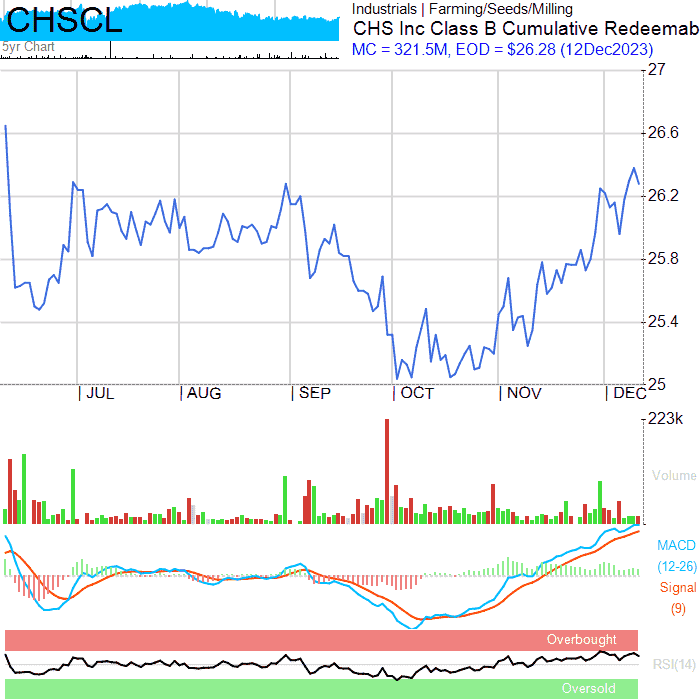 CHSCL
5yr Chart
Industrials | Farming/Seeds/Milling
CHS Inc Class B Cumulative Redeemab
MC = 321.5M, EOD = $26.28 (12Dec2023)
27
26.6
26.2
25.8
25.4
25
JUL
AUG
SEP
OCT
NOV
DEC
223k
Volume
MACD
(12-26)
Signal
(9)
Overbought
RSI(14)
Oversold